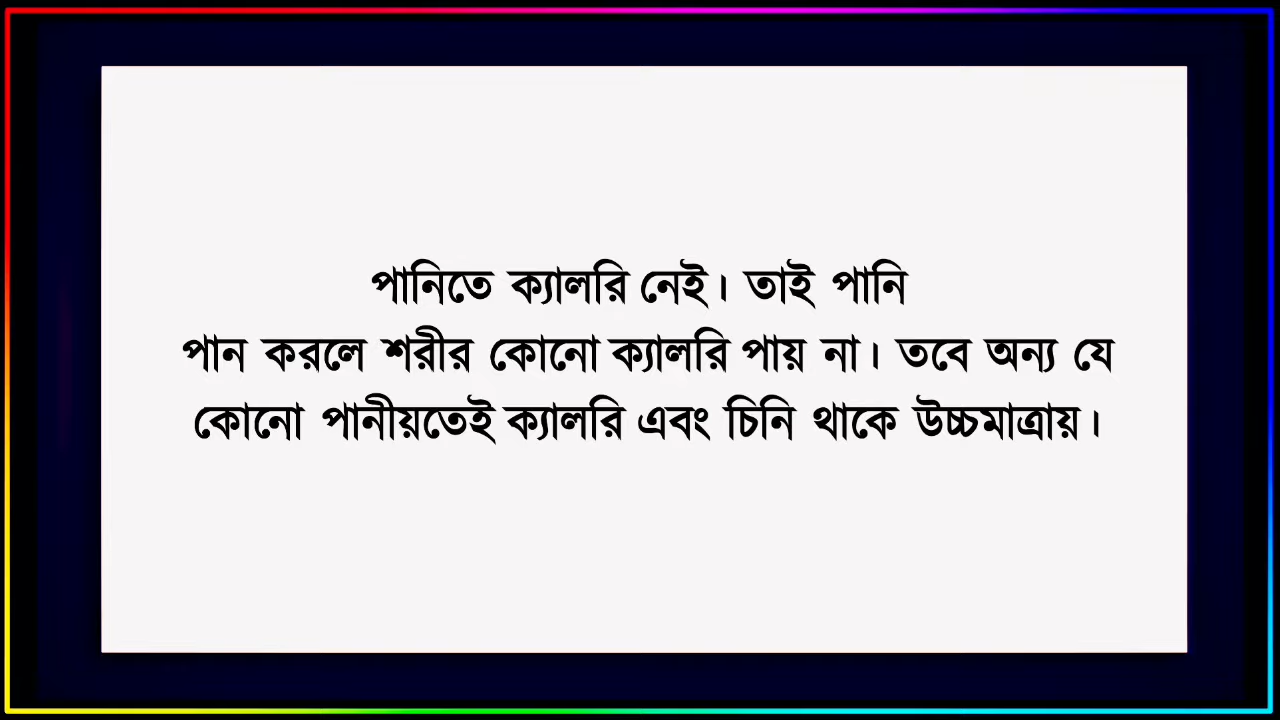 পানিতে ক্যালরি নেই। তাই পানি
পান করলে শরীর কোনো ক্যালরি পায় না। তবে অন্য যে
কোনো পানীয়তেই ক্যালরি এবং চিনি থাকে উচ্চমাত্রায়।